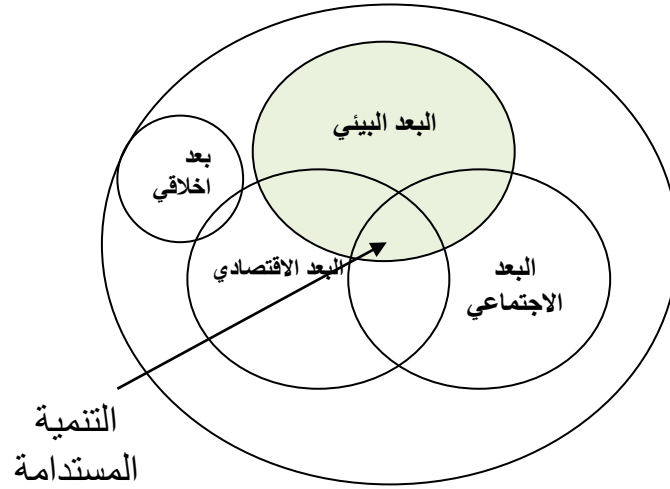 البعد البيئي
بعد
اخلاقي
البعد الاقتصادي
البعد
الاجتماعي
التنمية
المستدامة